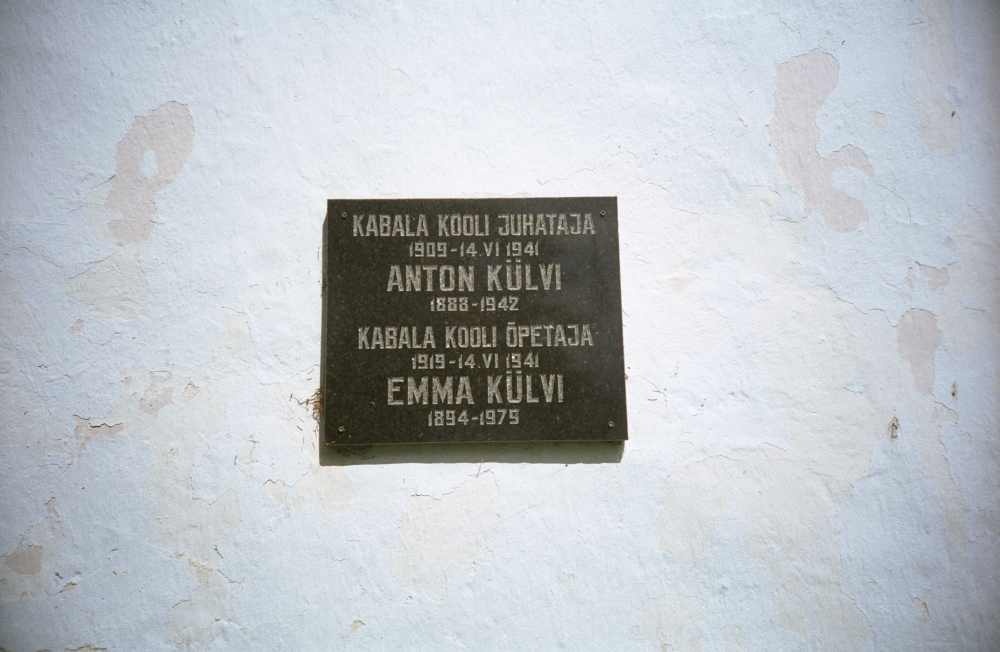 KABALA KOOLI JUHATAJA
1909-14.VI 1941
ANTON KÜLVI
1888-1942
KABALA KOOLI ÕPETAJA
1919-14.VI 1941
EMMA KÜLVI
1894-1979